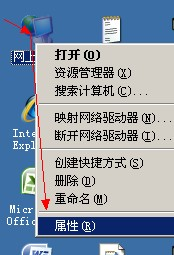 网上
打开(O)
资源管理器(X)
搜索计算机(C)...
映射网络驱动器(N)...
断开网络驱动器(I)...
创建快捷方式(S)
删除(D)
重命名(M)
属性(R)
Inte
Expl
Micro
Office